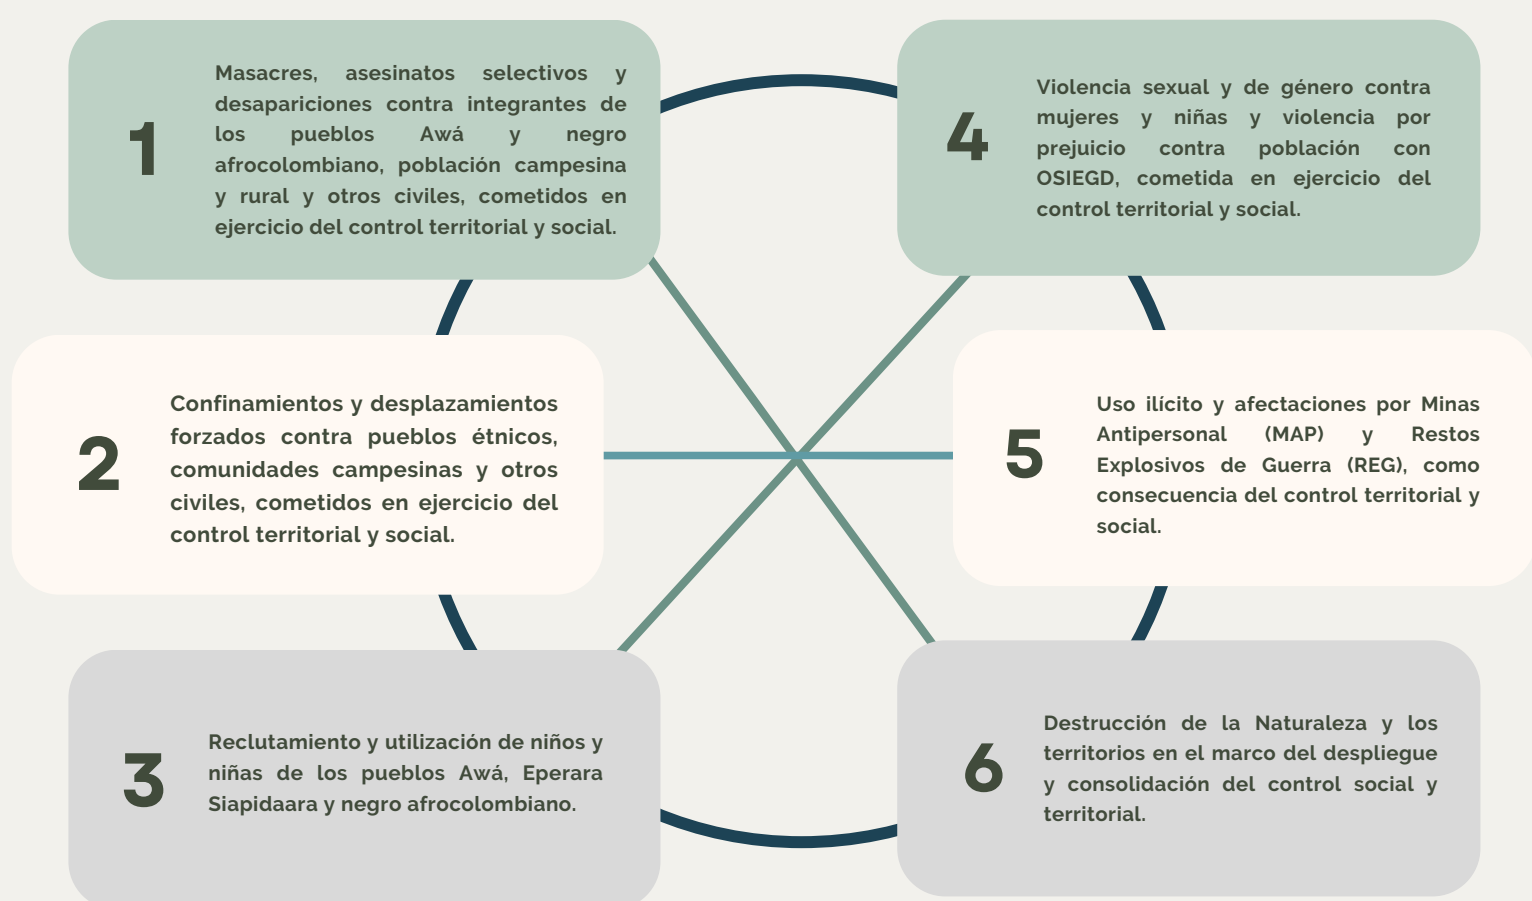 1
Masacres, asesinatos selectivos y
desapariciones contra integrantes de
los pueblos Awá y negro
afrocolombiano, población campesina
y rural y otros civiles, cometidos en
ejercicio del control territorial y social.
2
Confinamientos y desplazamientos
forzados contra pueblos étnicos,
comunidades campesinas y otros
civiles, cometidos en ejercicio del
control territorial y social.
3
Reclutamiento y utilización de niños y
niñas de los pueblos Awá, Eperara
Siapidaara y negro afrocolombiano.
4
Violencia sexual y de género contra
mujeres y niñas y violencia por
prejuicio contra población con
OSIEGD, cometida en ejercicio del
control territorial y social.
5
Uso ilícito y afectaciones por Minas
Antipersonal (MAP) y Restos
Explosivos de Guerra (REG), como
consecuencia del control territorial y
social.
6
Destrucción de la Naturaleza y los
territorios en el marco del despliegue
y consolidación del control social y
territorial.